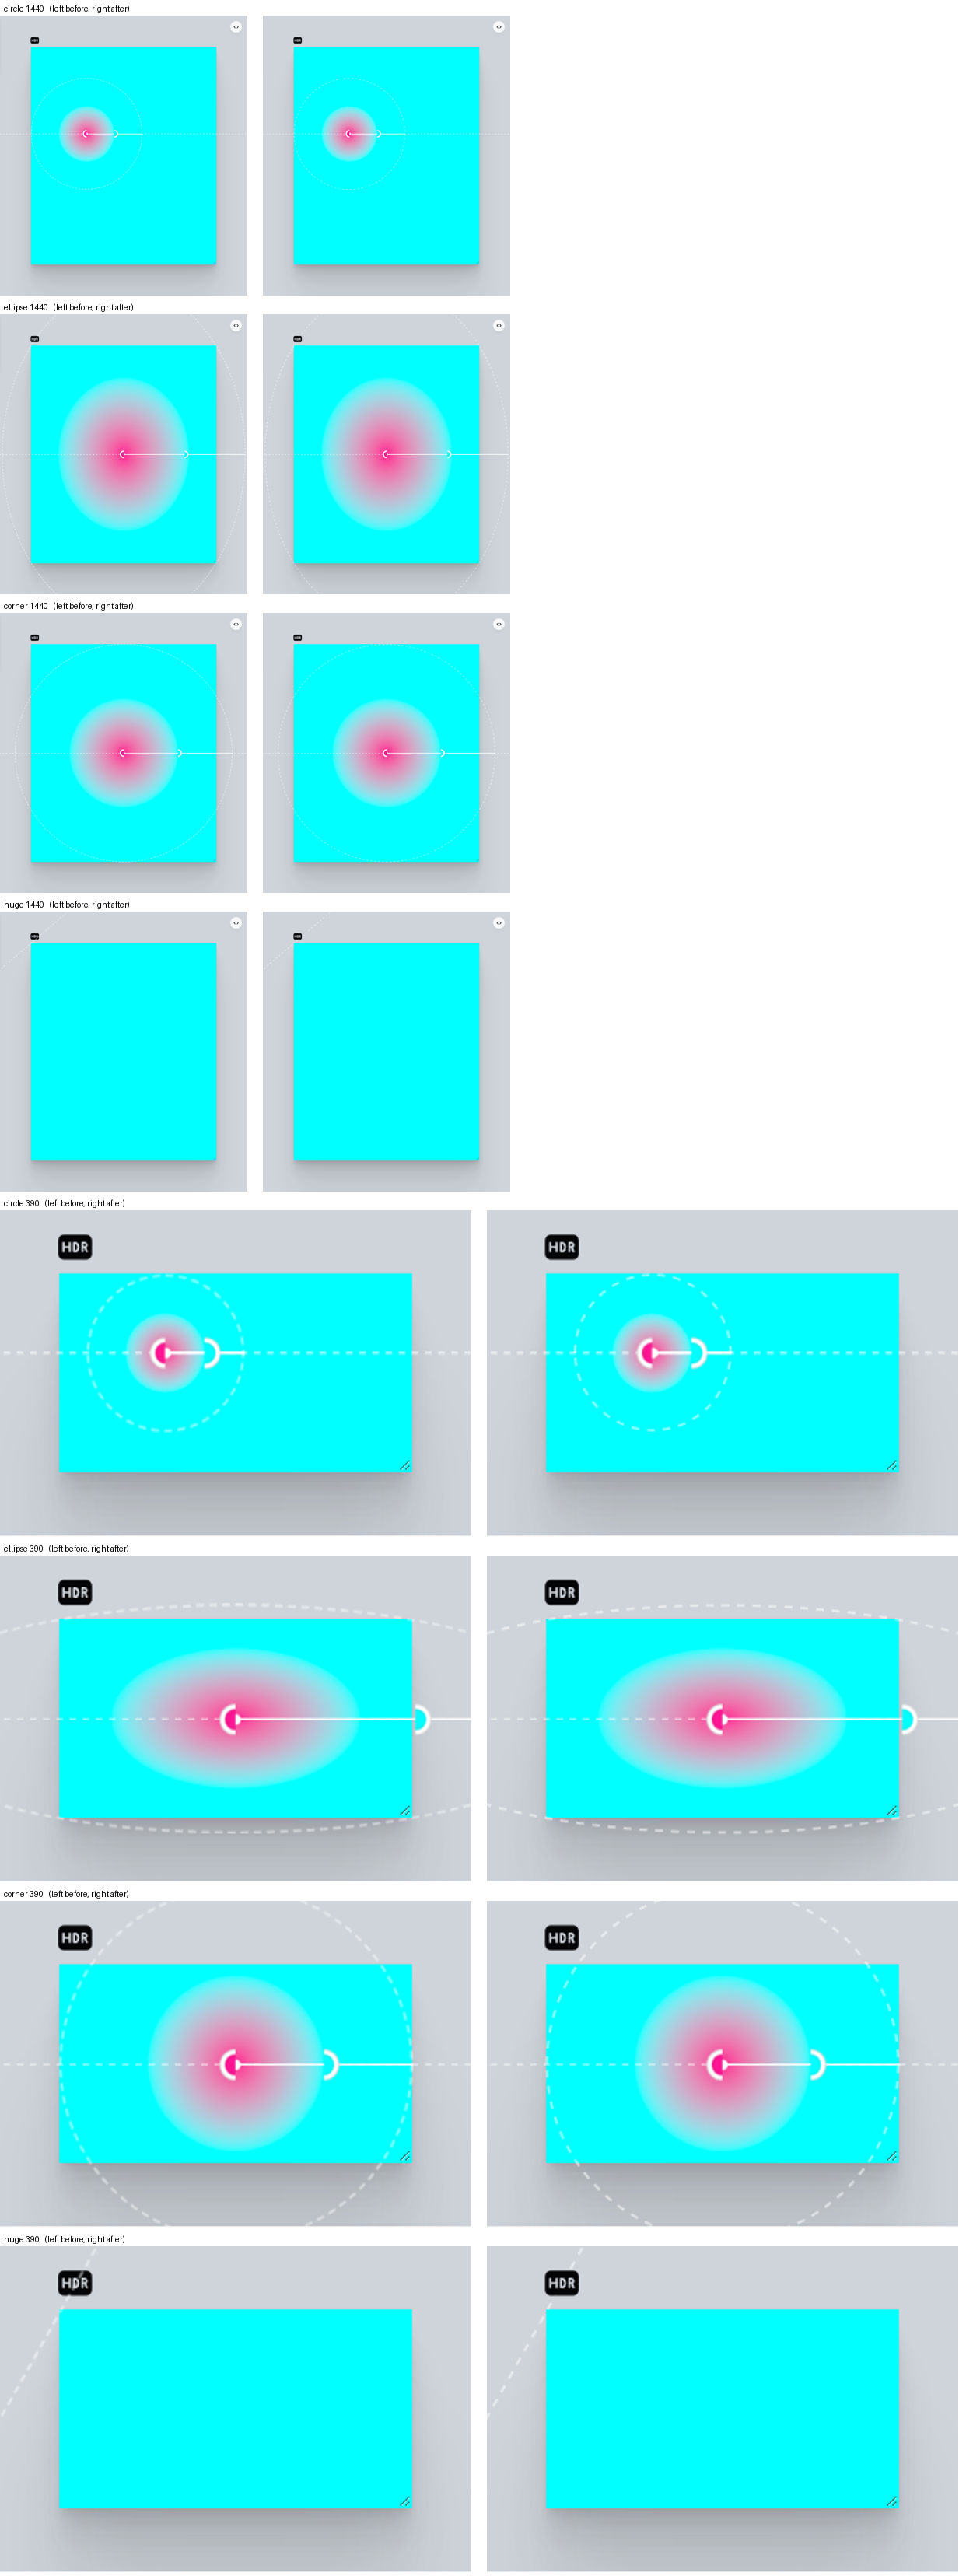 circle 1440 (left before, right after)
ellipse 1440 (left before, right after)
corner 1440 (left before, right after)
huge 1440 (left before, right after)
circle 390 (left before, right after)
HDR HDR
ellipse 390 (left before, right after)
HDR HDR
corner 390 (left before, right after)
HDR HDR
huge 390 (left before, right after)
HDR HDR